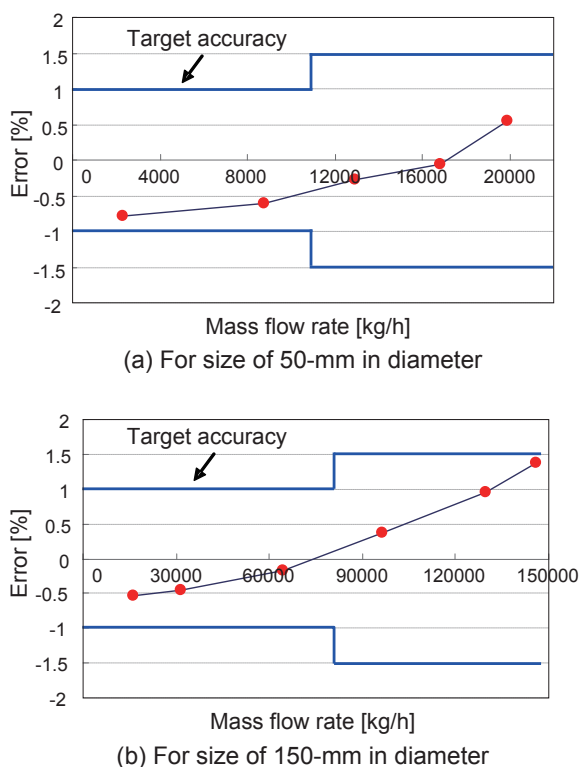 Target accuracy
2
1.5
1
0.5
0
-0.5
-1
-1.5
-2
Error [%]
0 4000 8000 12000 16000 20000
Mass flow rate [kg/h]
(a) For size of 50-mm in diameter
Target accuracy
2
1.5
1
0.5
0
-0.5
-1
-1.5
-2
Error [%]
0 30000 60000 90000 120000 150000
Mass flow rate [kg/h]
(b) For size of 150-mm in diameter